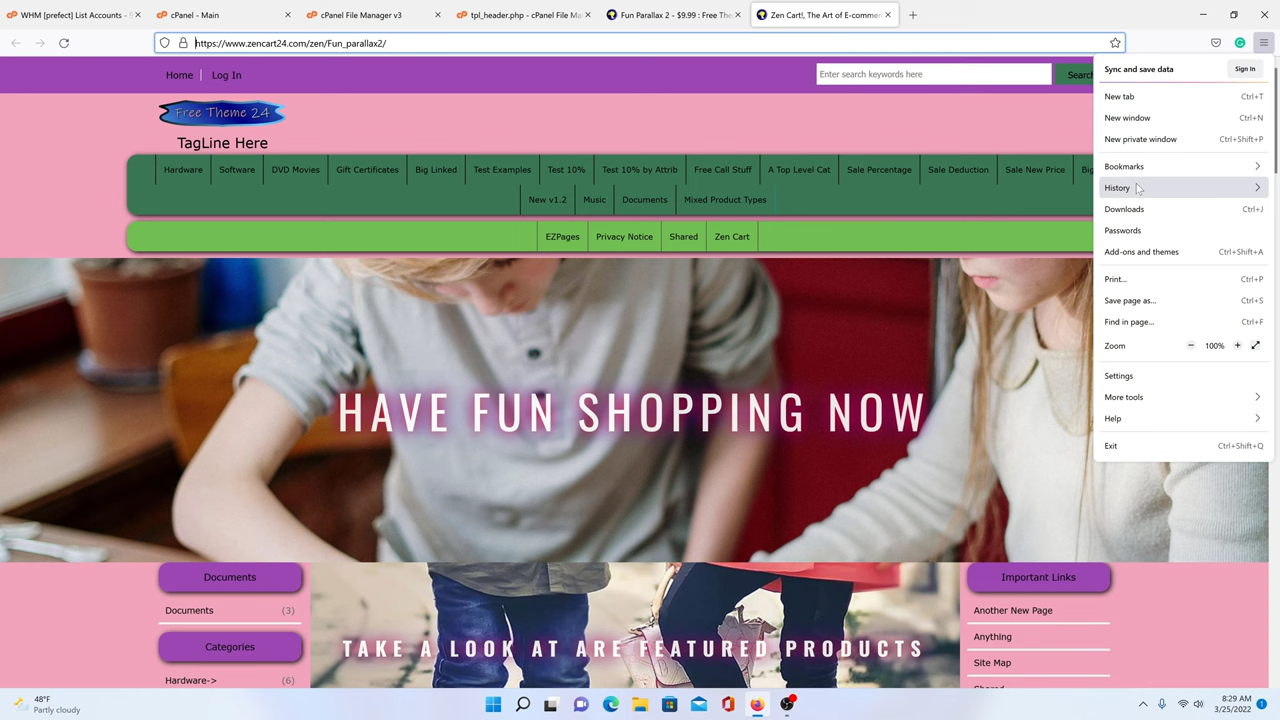 WHM [prefect] List Accounts - 
cPanel - Main
cPanel File Manager v3
tpl_header.php - cPanel File Ma
Fun Parallax 2 - $9.99 : Free The
Zen Cart!, The Art of E-commer
https://www.zencart24.com/zen/Fun_parallax2/
Home
Log In
Enter search keywords here
Search
Free Theme 24
TagLine Here
Hardware
Software
DVD Movies
Gift Certificates
Big Linked
Test Examples
Test 10%
Test 10% by Attrib
Free Call Stuff
A Top Level Cat
Sale Percentage
Sale Deduction
Sale New Price
Big
New v1.2
Music
Documents
Mixed Product Types
EZPages
Privacy Notice
Shared
Zen Cart
HAVE FUN SHOPPING NOW
Documents
Documents (3)
Categories
Hardware-> (6)
TAKE A LOOK AT ARE FEATURED PRODUCTS
Important Links
Another New Page
Anything
Site Map
Sync and save data
Sign In
New tab Ctrl+T
New window Ctrl+N
New private window Ctrl+Shift+P
Bookmarks
History
Downloads Ctrl+J
Passwords
Add-ons and themes Ctrl+Shift+A
Print... Ctrl+P
Save page as... Ctrl+S
Find in page... Ctrl+F
Zoom 100%
Settings
More tools
Help
Exit Ctrl+Shift+Q
48°F
Partly cloudy
8:29 AM
3/25/2022
1